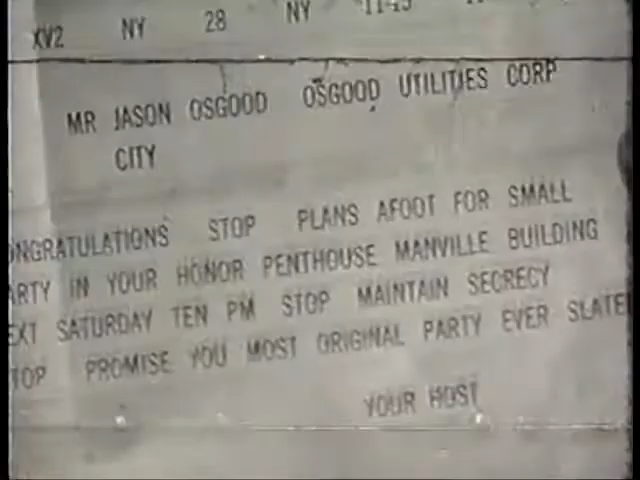 XV2 NY 28 NY 1145
MR JASON OSGOOD OSGOOD UTILITIES CORP
CITY
ONGRATULATIONS STOP PLANS AFOOT FOR SMALL
ARTY IN YOUR HONOR PENTHOUSE MANVILLE BUILDING
EXT SATURDAY TEN PM STOP MAINTAIN SECRECY
TOP PROMISE YOU MOST ORIGINAL PARTY EVER SLATE
YOUR HOST